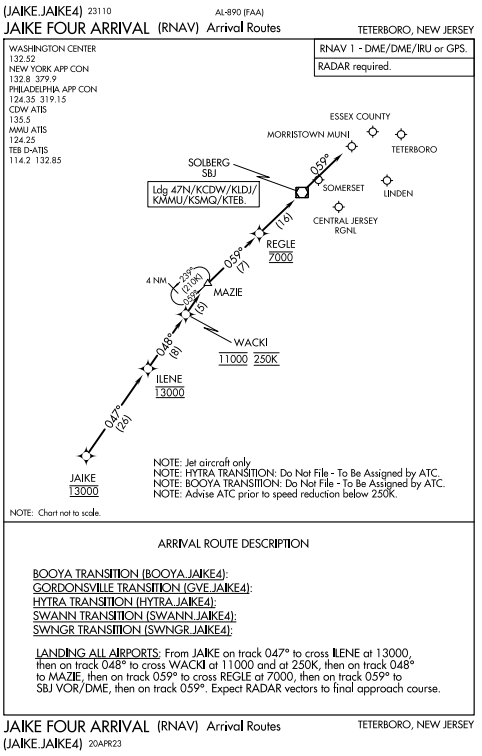 (JAIKE.JAIKE4) 23110
AL-890 (FAA)
JAIKE FOUR ARRIVAL (RNAV) Arrival Routes
TETERBORO, NEW JERSEY
WASHINGTON CENTER
132.52
NEW YORK APP CON
132.8 379.9
PHILADELPHIA APP CON
124.35 319.15
CDW ATIS
135.5
MMU ATIS
124.25
TEB D-ATIS
114.2 132.85
RNAV 1 - DME/DME/IRU or GPS.
RADAR required.
ESSEX COUNTY
MORRISTOWN MUNI
TETERBORO
SOLBERG
SBJ
059°
Ldg 47N/KCDW/KLDJ/
KMMU/KSMQ/KTEB.
SOMERSET
LINDEN
(16)
CENTRAL JERSEY
RGNL
REGLE
7000
059°
(7)
4 NM
239°
(210K)
059°
MAZIE
(5)
WACKI
11000 250K
048°
(8)
ILENE
13000
047°
(26)
JAIKE
13000
NOTE: Jet aircraft only
NOTE: HYTRA TRANSITION: Do Not File - To Be Assigned by ATC.
NOTE: BOOYA TRANSITION: Do Not File - To Be Assigned by ATC.
NOTE: Advise ATC prior to speed reduction below 250K.
NOTE: Chart not to scale.
ARRIVAL ROUTE DESCRIPTION
BOOYA TRANSITION (BOOYA.JAIKE4):
GORDONSVILLE TRANSITION (GVE.JAIKE4):
HYTRA TRANSITION (HYTRA.JAIKE4):
SWANN TRANSITION (SWANN.JAIKE4):
SWNGR TRANSITION (SWNGR.JAIKE4):
LANDING ALL AIRPORTS: From JAIKE on track 047° to cross ILENE at 13000,
then on track 048° to cross WACKI at 11000 and at 250K, then on track 048°
to MAZIE, then on track 059° to cross REGLE at 7000, then on track 059° to
SBJ VOR/DME, then on track 059°. Expect RADAR vectors to final approach course.
JAIKE FOUR ARRIVAL (RNAV) Arrival Routes
TETERBORO, NEW JERSEY
(JAIKE.JAIKE4) 20APR23